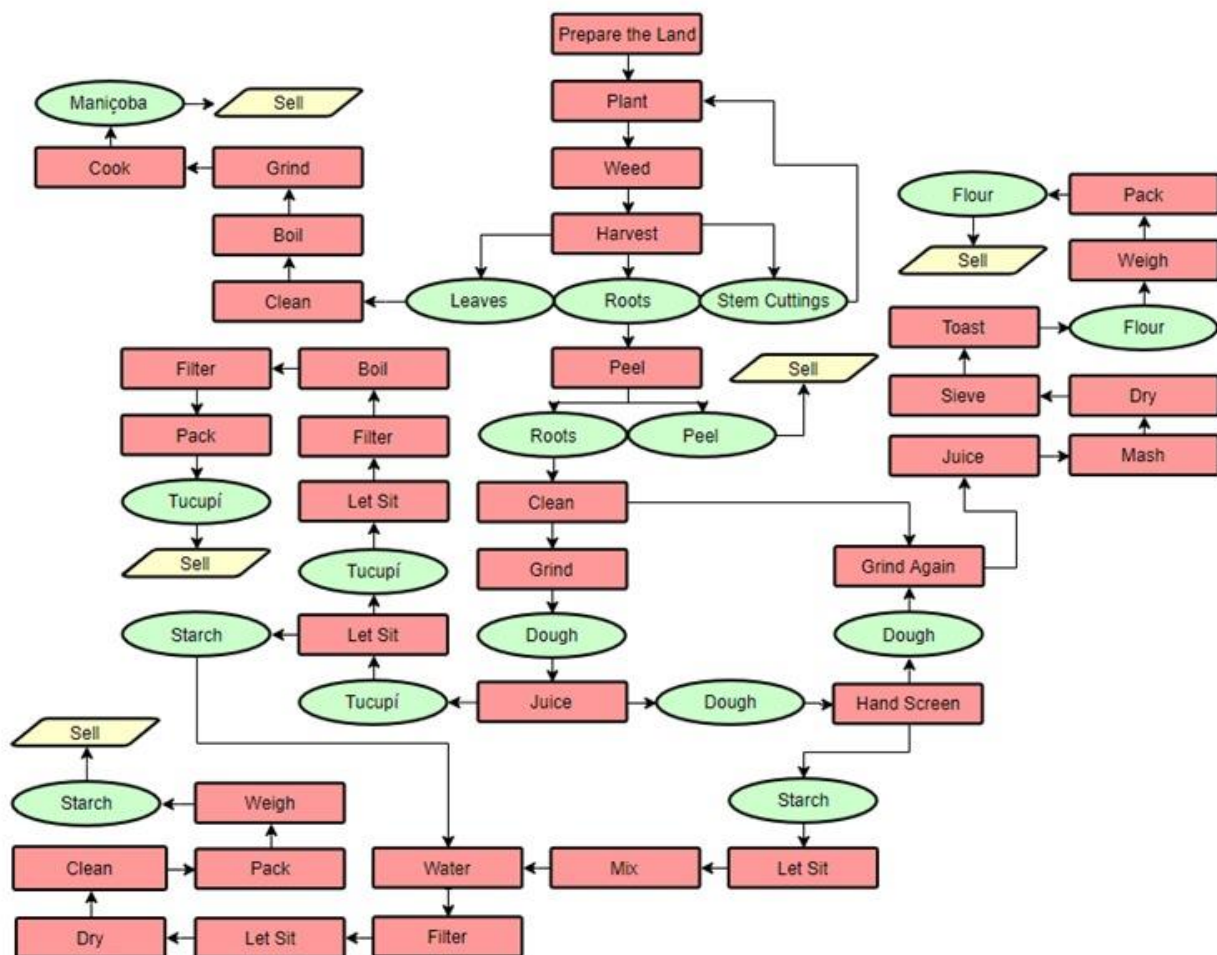 Prepare the Land
Maniçoba
Sell
Plant
Cook
Grind
Weed
Flour
Pack
Boil
Harvest
Sell
Weigh
Clean
Leaves
Roots
Stem Cuttings
Toast
Flour
Filter
Boil
Peel
Sell
Sieve
Dry
Pack
Filter
Roots
Peel
Juice
Mash
Tucupí
Let Sit
Clean
Sell
Tucupí
Grind
Grind Again
Starch
Let Sit
Dough
Dough
Tucupí
Juice
Dough
Hand Screen
Sell
Starch
Weigh
Starch
Clean
Pack
Water
Mix
Let Sit
Dry
Let Sit
Filter